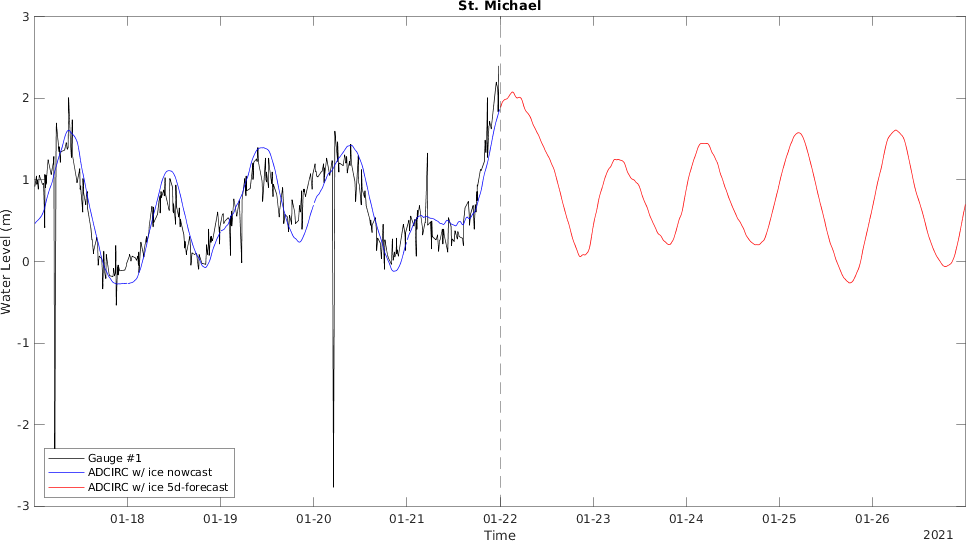 St. Michael
Water Level (m)
3
2
1
0
-1
-2
-3
Gauge #1
ADCIRC w/ ice nowcast
ADCIRC w/ ice 5d-forecast
01-18 01-19 01-20 01-21 01-22 01-23 01-24 01-25 01-26
Time
2021